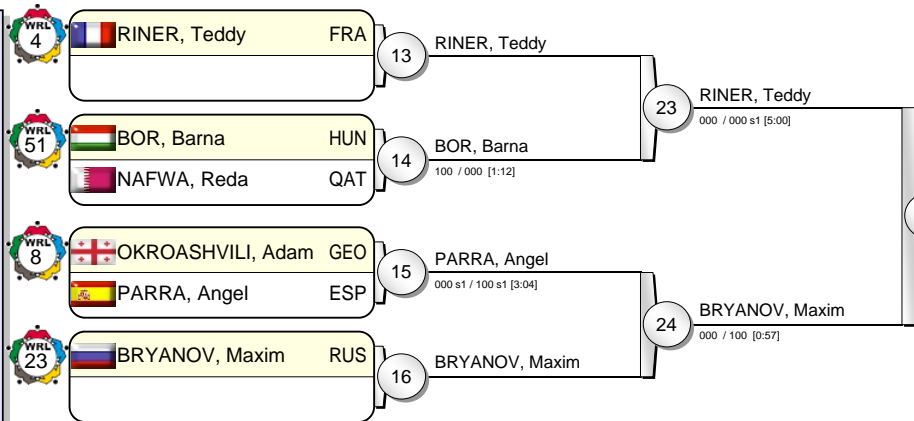 WRL
4
RINER, Teddy FRA
13
RINER, Teddy
23
RINER, Teddy
000 / 000 s1 [5:00]
WRL
51
BOR, Barna HUN
NAFWA, Reda QAT
14
BOR, Barna
100 / 000 [1:12]
WRL
8
OKROASHVILI, Adam GEO
PARRA, Angel ESP
15
PARRA, Angel
000 s1 / 100 s1 [3:04]
24
BRYANOV, Maxim
000 / 100 [0:57]
WRL
23
BRYANOV, Maxim RUS
16
BRYANOV, Maxim